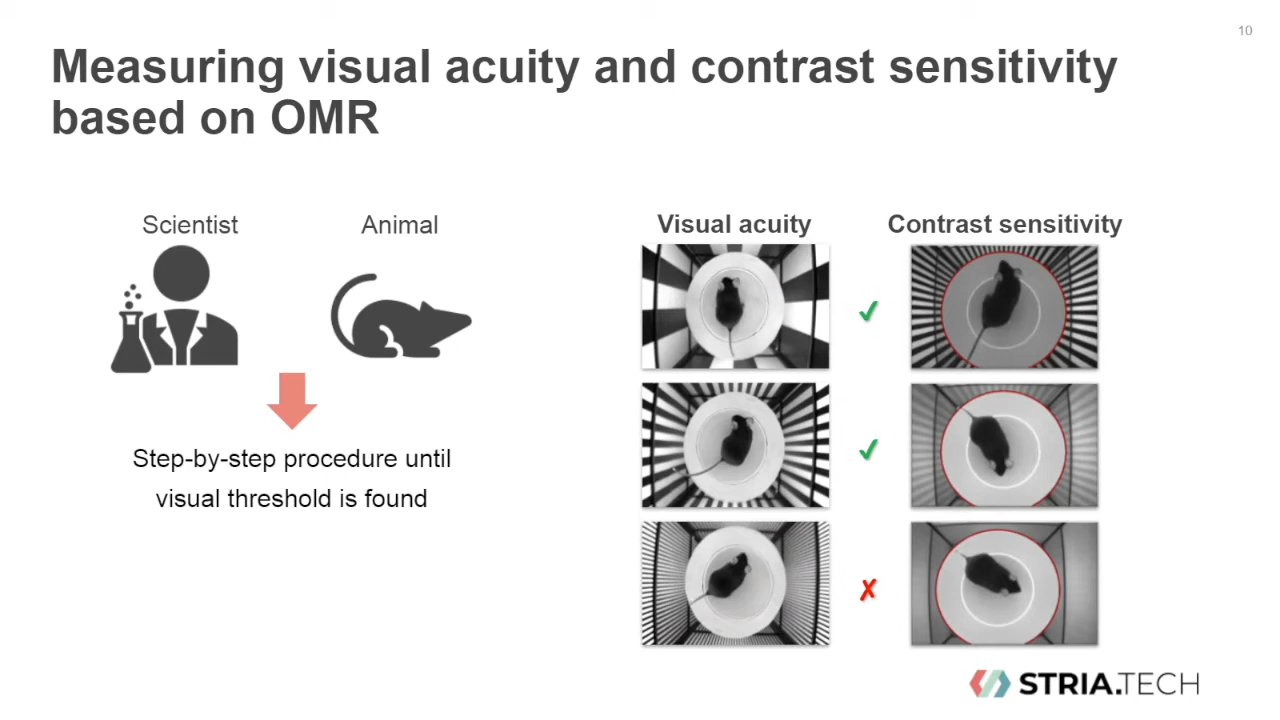 10
Measuring visual acuity and contrast sensitivity
based on OMR
Scientist
Animal
Step-by-step procedure until
visual threshold is found
Visual acuity
Contrast sensitivity
STRIA.TECH